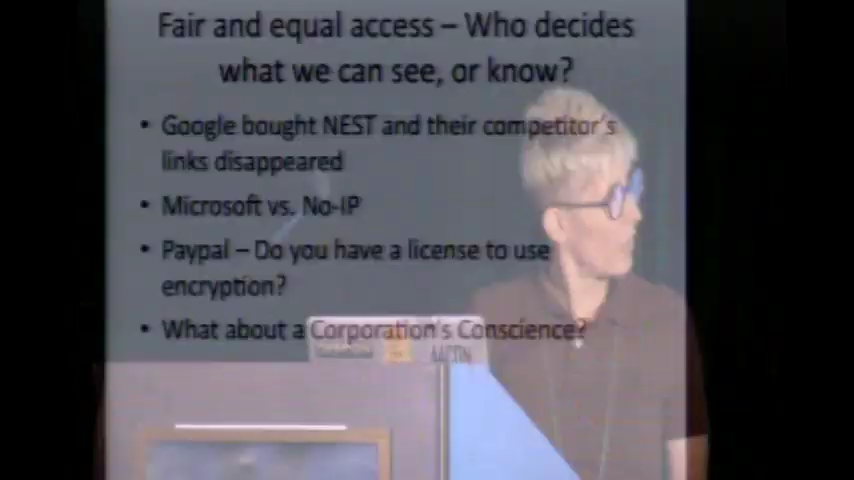 Fair and equal access – Who decides
what we can see, or know?
• Google bought NEST and their competitor's
links disappeared
• Microsoft vs. No-IP
• Paypal – Do you have a license to use
encryption?
• What about a Corporation's Conscience?